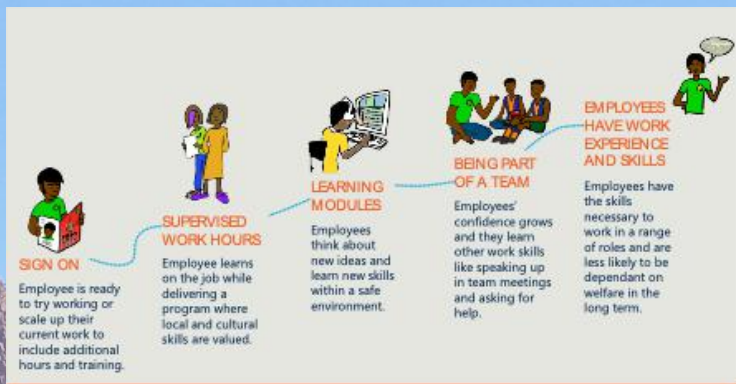 SIGN ON
Employee is ready
to try working or
scale up their
current work to
include additional
hours and training.
SUPERVISED
WORK HOURS
Employee learns
on the job while
delivering a
program where
local and cultural
skills are valued.
LEARNING
MODULES
Employees
think about
new ideas and
learn new skills
within a safe
environment.
BEING PART
OF A TEAM
Employees'
confidence grows
and they learn
other work skills
like speaking up
in team meetings
and asking for
help.
EMPLOYEES
HAVE WORK
EXPERIENCE
AND SKILLS
Employees have
the skills
necessary to
work in a range
of roles and are
less likely to be
dependant on
welfare in the
long term.